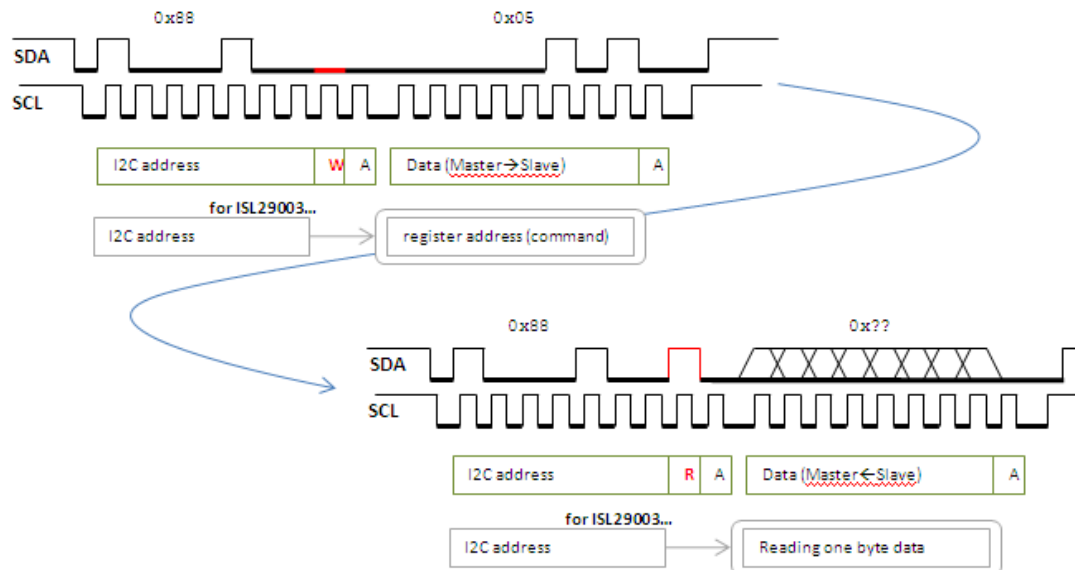 0x88 0x05
SDA
SCL
I2C address W A Data (Master→Slave) A
for ISL29003...
I2C address register address (command)
0x88 0x??
SDA
SCL
I2C address R A Data (Master←Slave) A
for ISL29003...
I2C address Reading one byte data